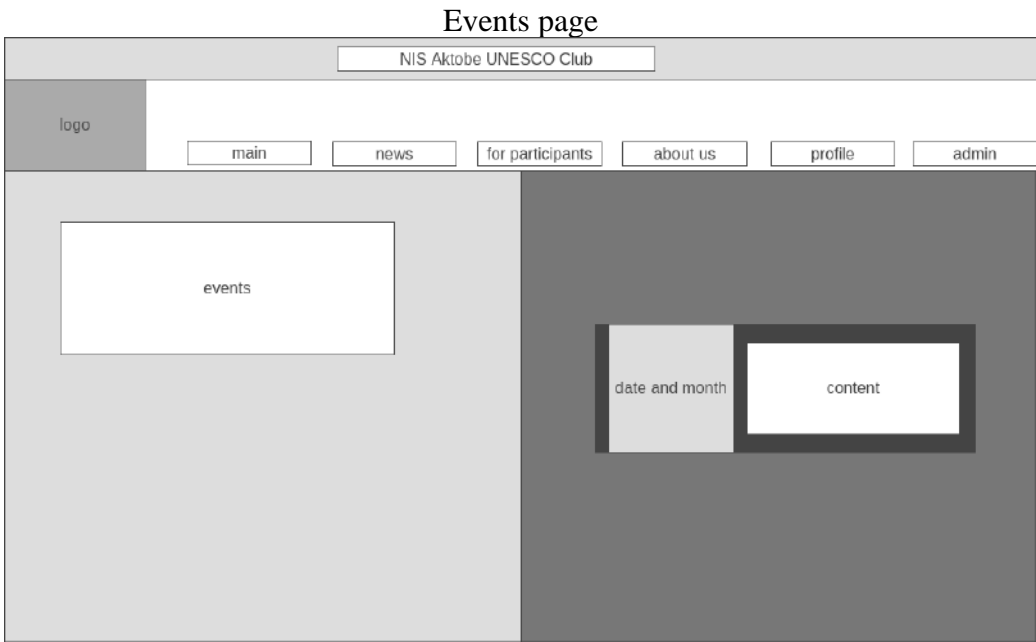 Events page
NIS Aktobe UNESCO Club
logo
main
news
for participants
about us
profile
admin
events
date and month
content